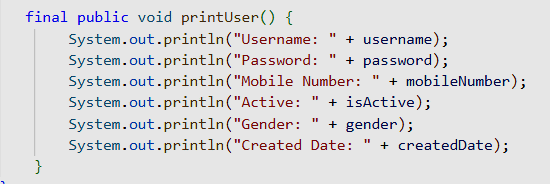 final public void printUser() {
System.out.println("Username: " + username);
System.out.println("Password: " + password);
System.out.println("Mobile Number: " + mobileNumber);
System.out.println("Active: " + isActive);
System.out.println("Gender: " + gender);
System.out.println("Created Date: " + createdDate);
}